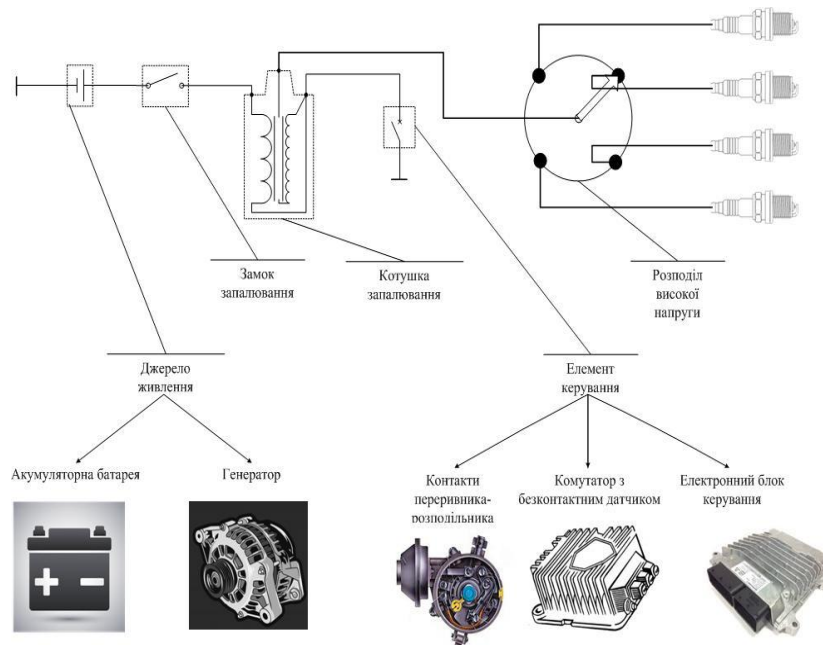 Замок
запалювання
Котушка
запалювання
Розподіл
високої
напруги
Джерело
живлення
Елемент
керування
Акумуляторна батарея
Генератор
Контакти
переривника-
розподільника
Комутатор з
безконтактним датчиком
Електронний блок
керування